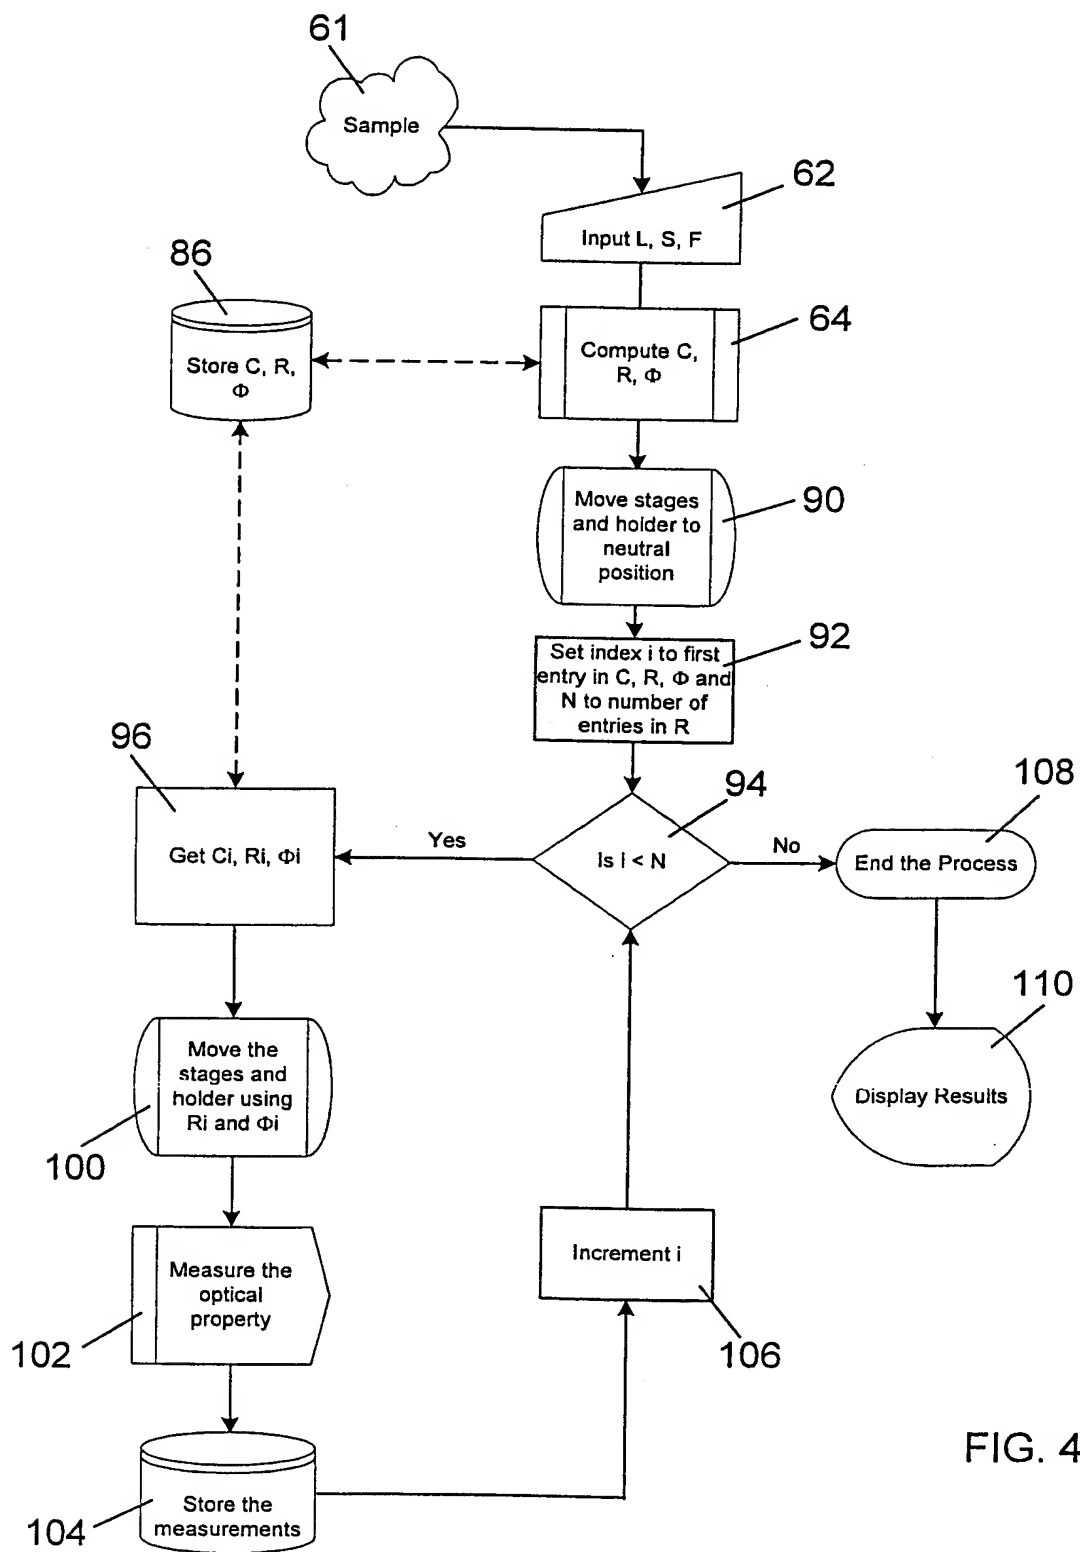 61
Sample
62
Input L, S, F
86
Store C, R,
Φ
64
Compute C,
R, Φ
90
Move stages
and holder to
neutral
position
92
Set index i to first
entry in C, R, Φ and
N to number of
entries in R
96
Get Ci, Ri, Φi
Yes
94
Is i < N
No
108
End the Process
110
Display Results
Move the
stages and
holder using
Ri and Φi
100
Measure the
optical
property
102
Increment i
106
Store the
measurements
104
FIG. 4